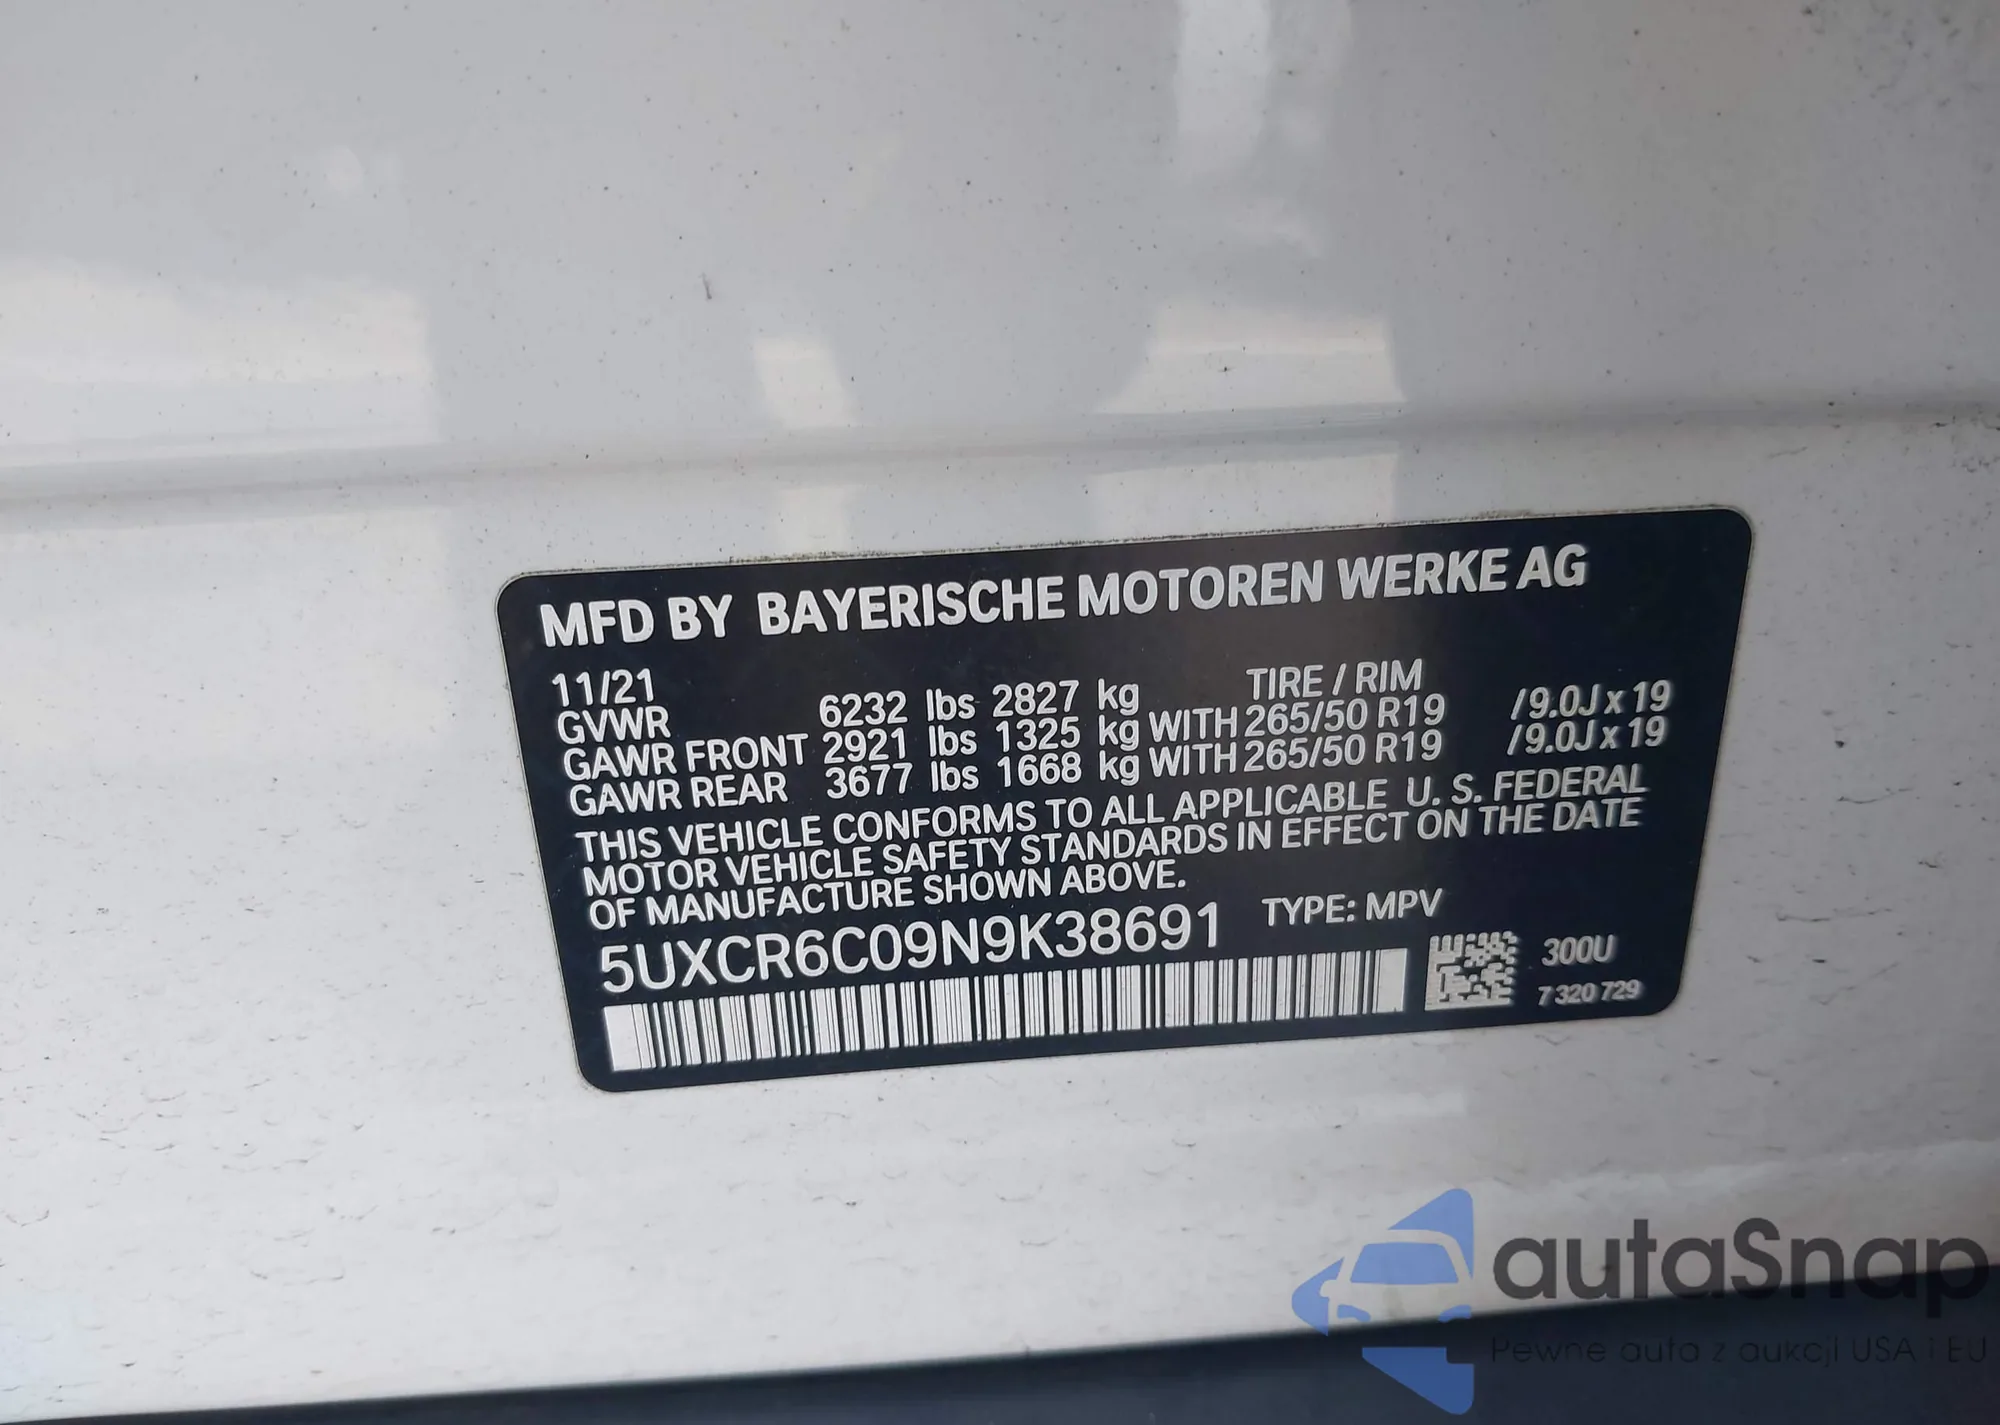 MFD BY BAYERISCHE MOTOREN WERKE AG
11/21 TIRE / RIM
GVWR 6232 lbs 2827 kg
GAWR FRONT 2921 lbs 1325 kg WITH 265/50 R19 /9.0J x 19
GAWR REAR 3677 lbs 1668 kg WITH 265/50 R19 /9.0J x 19
THIS VEHICLE CONFORMS TO ALL APPLICABLE U. S. FEDERAL
MOTOR VEHICLE SAFETY STANDARDS IN EFFECT ON THE DATE
OF MANUFACTURE SHOWN ABOVE.
5UXCR6C09N9K38691 TYPE: MPV
300U
7 320 729
autaSnap
Pewne auto z aukcji USA i EU